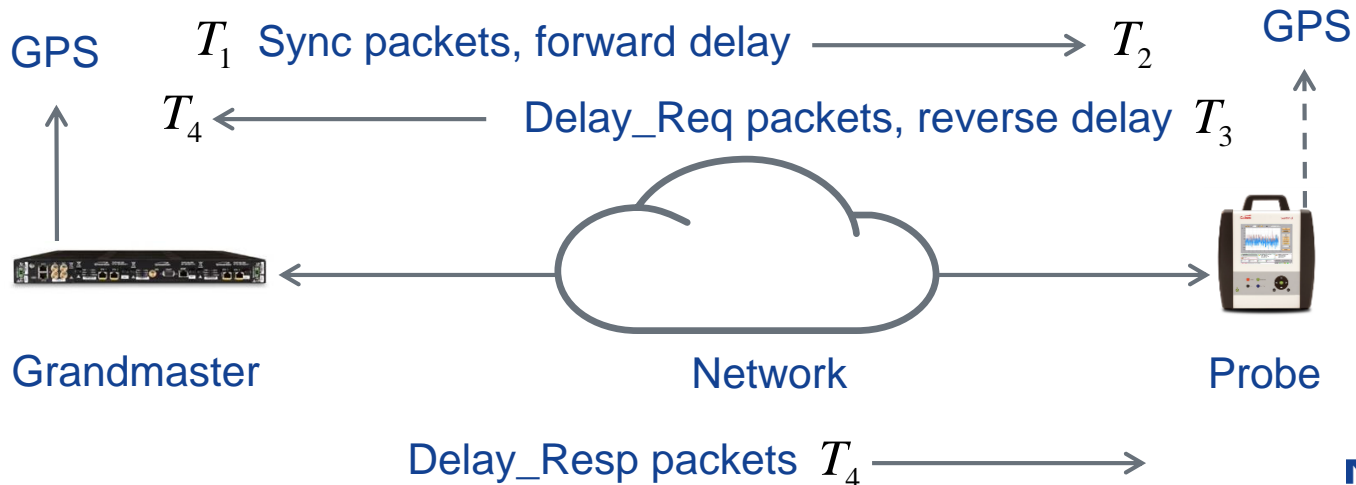 GPS
T1 Sync packets, forward delay T2
GPS
T4 Delay_Req packets, reverse delay T3
Grandmaster
Network
Probe
Delay_Resp packets T4